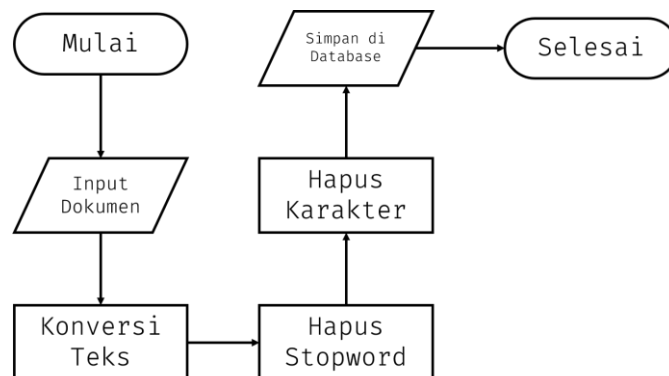 Mulai
Input
Dokumen
Konversi
Teks
Hapus
Stopword
Hapus
Karakter
Simpan di
Database
Selesai